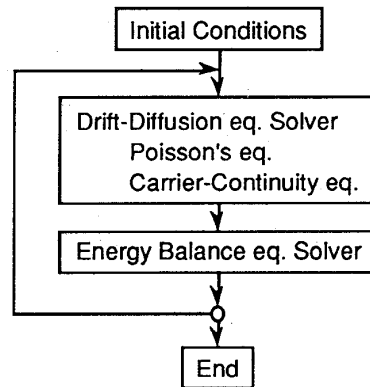 Initial Conditions
Drift-Diffusion eq. Solver
Poisson's eq.
Carrier-Continuity eq.
Energy Balance eq. Solver
End